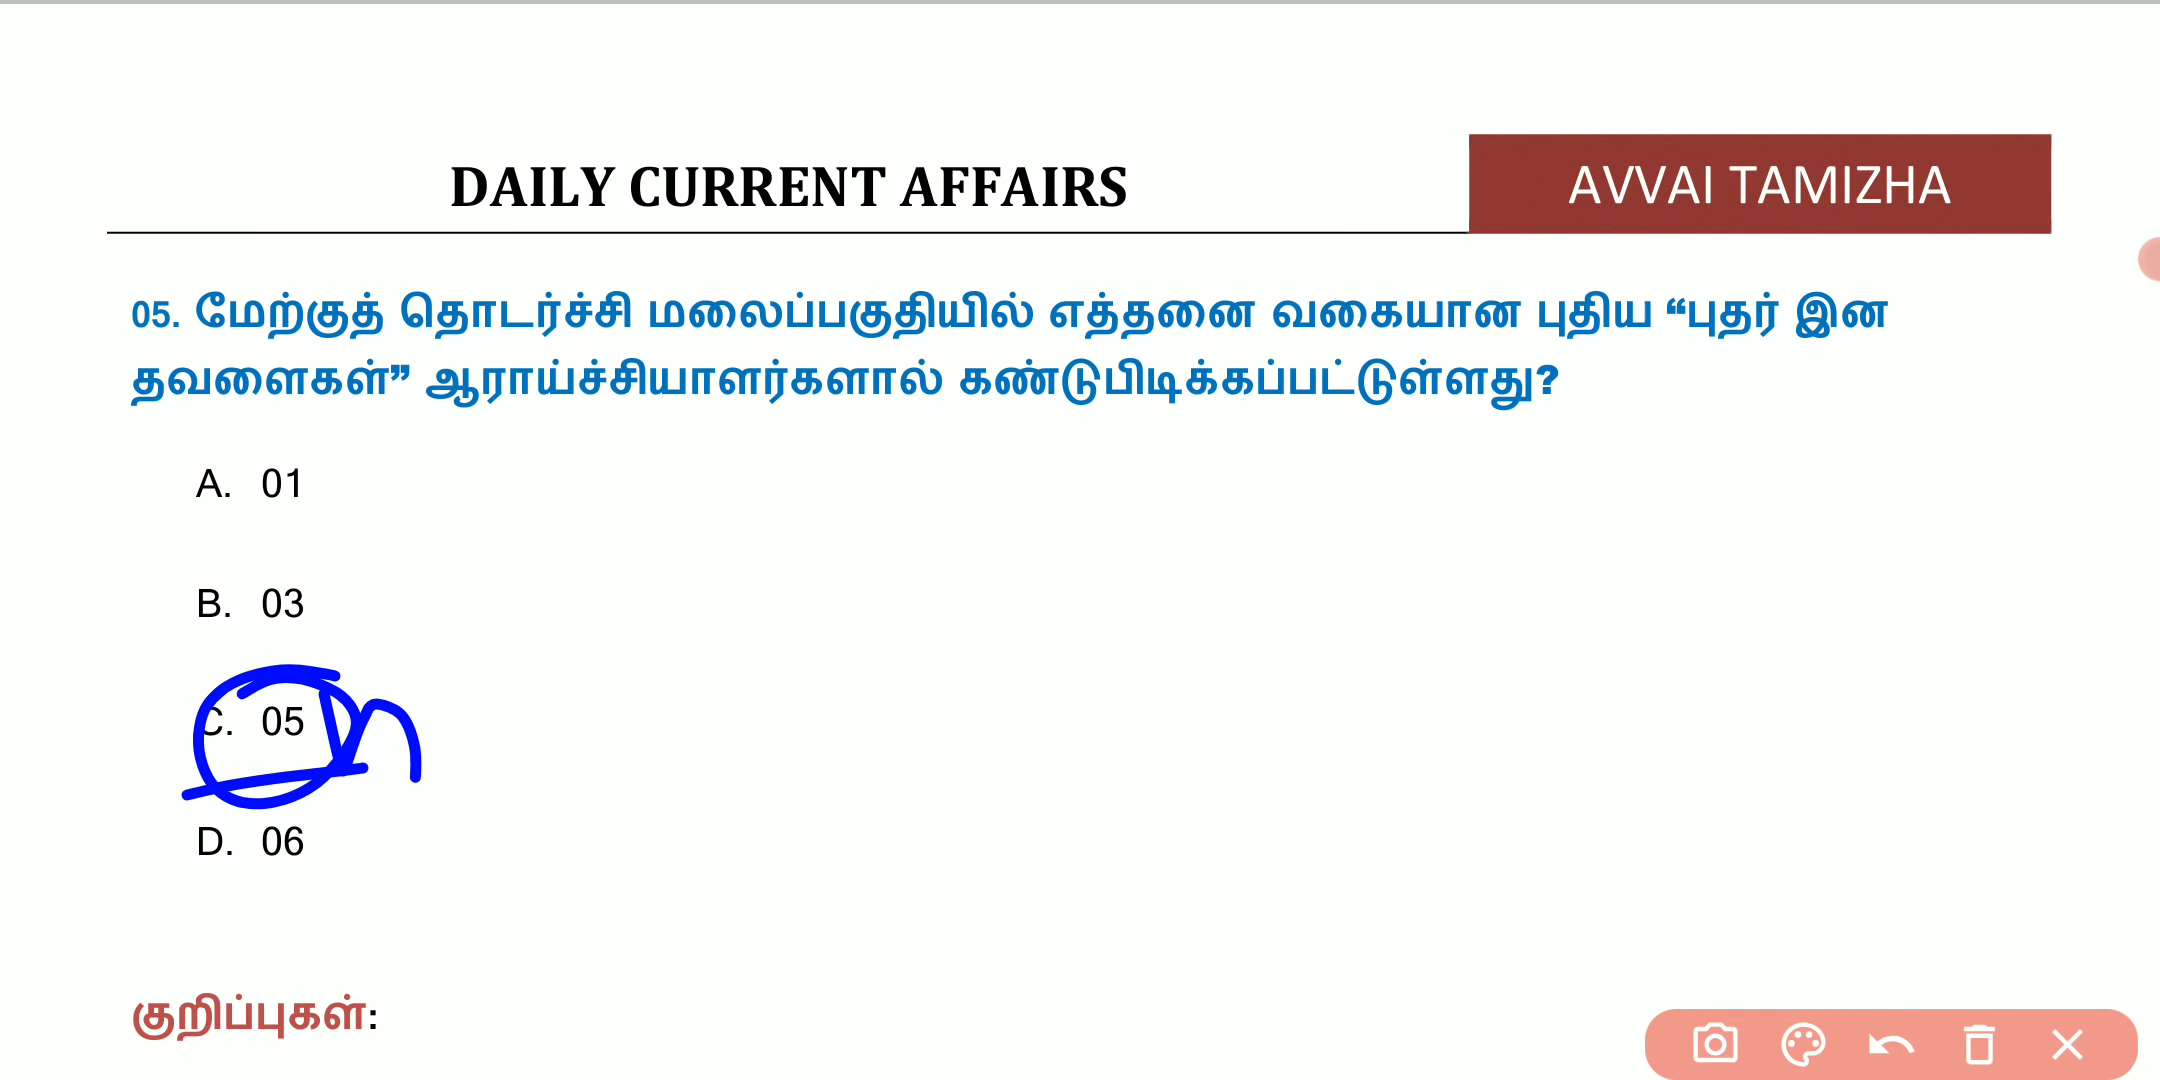 DAILY CURRENT AFFAIRS
AVVAI TAMIZHA
05. மேற்குத் தொடர்ச்சி மலைப்பகுதியில் எத்தனை வகையான புதிய “புதர் இன
தவளைகள்” ஆராய்ச்சியாளர்களால் கண்டுபிடிக்கப்பட்டுள்ளது?
A. 01
B. 03
C. 05
D. 06
குறிப்புகள்: